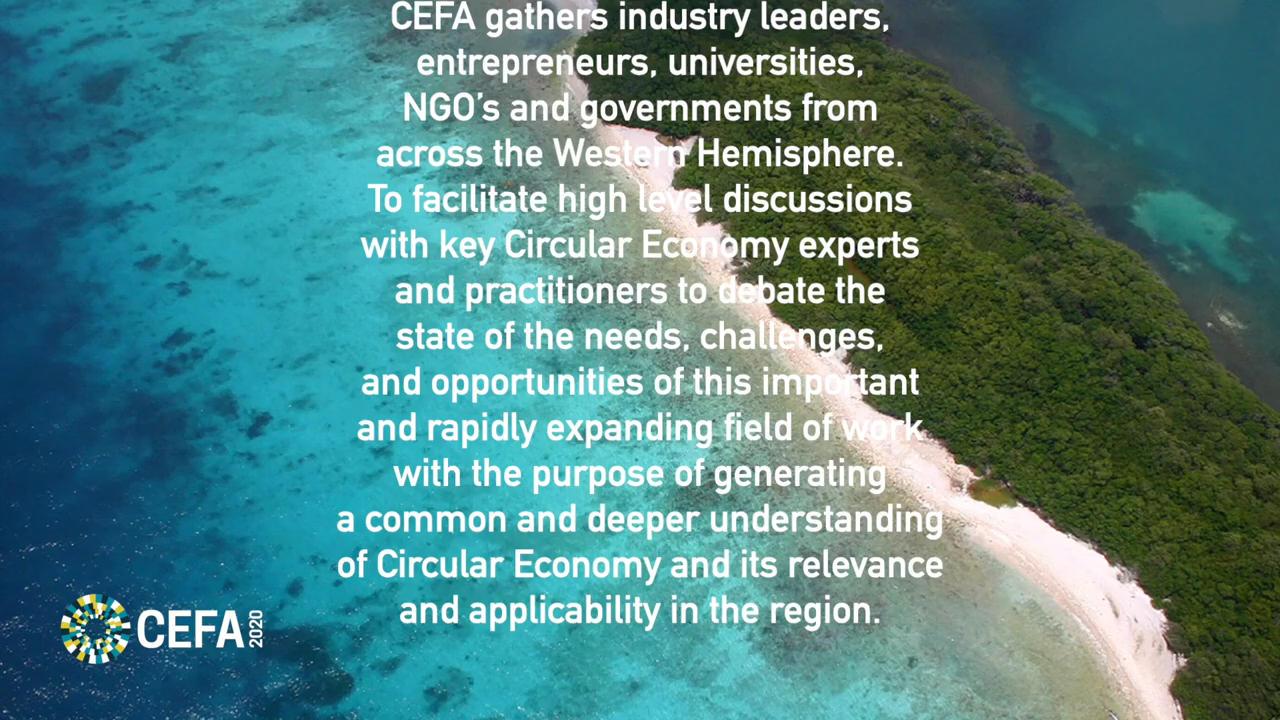 CEFA gathers industry leaders,
entrepreneurs, universities,
NGO’s and governments from
across the Western Hemisphere.
To facilitate high level discussions
with key Circular Economy experts
and practitioners to debate the
state of the needs, challenges,
and opportunities of this important
and rapidly expanding field of work
with the purpose of generating
a common and deeper understanding
of Circular Economy and its relevance
and applicability in the region.
CEFA 2020